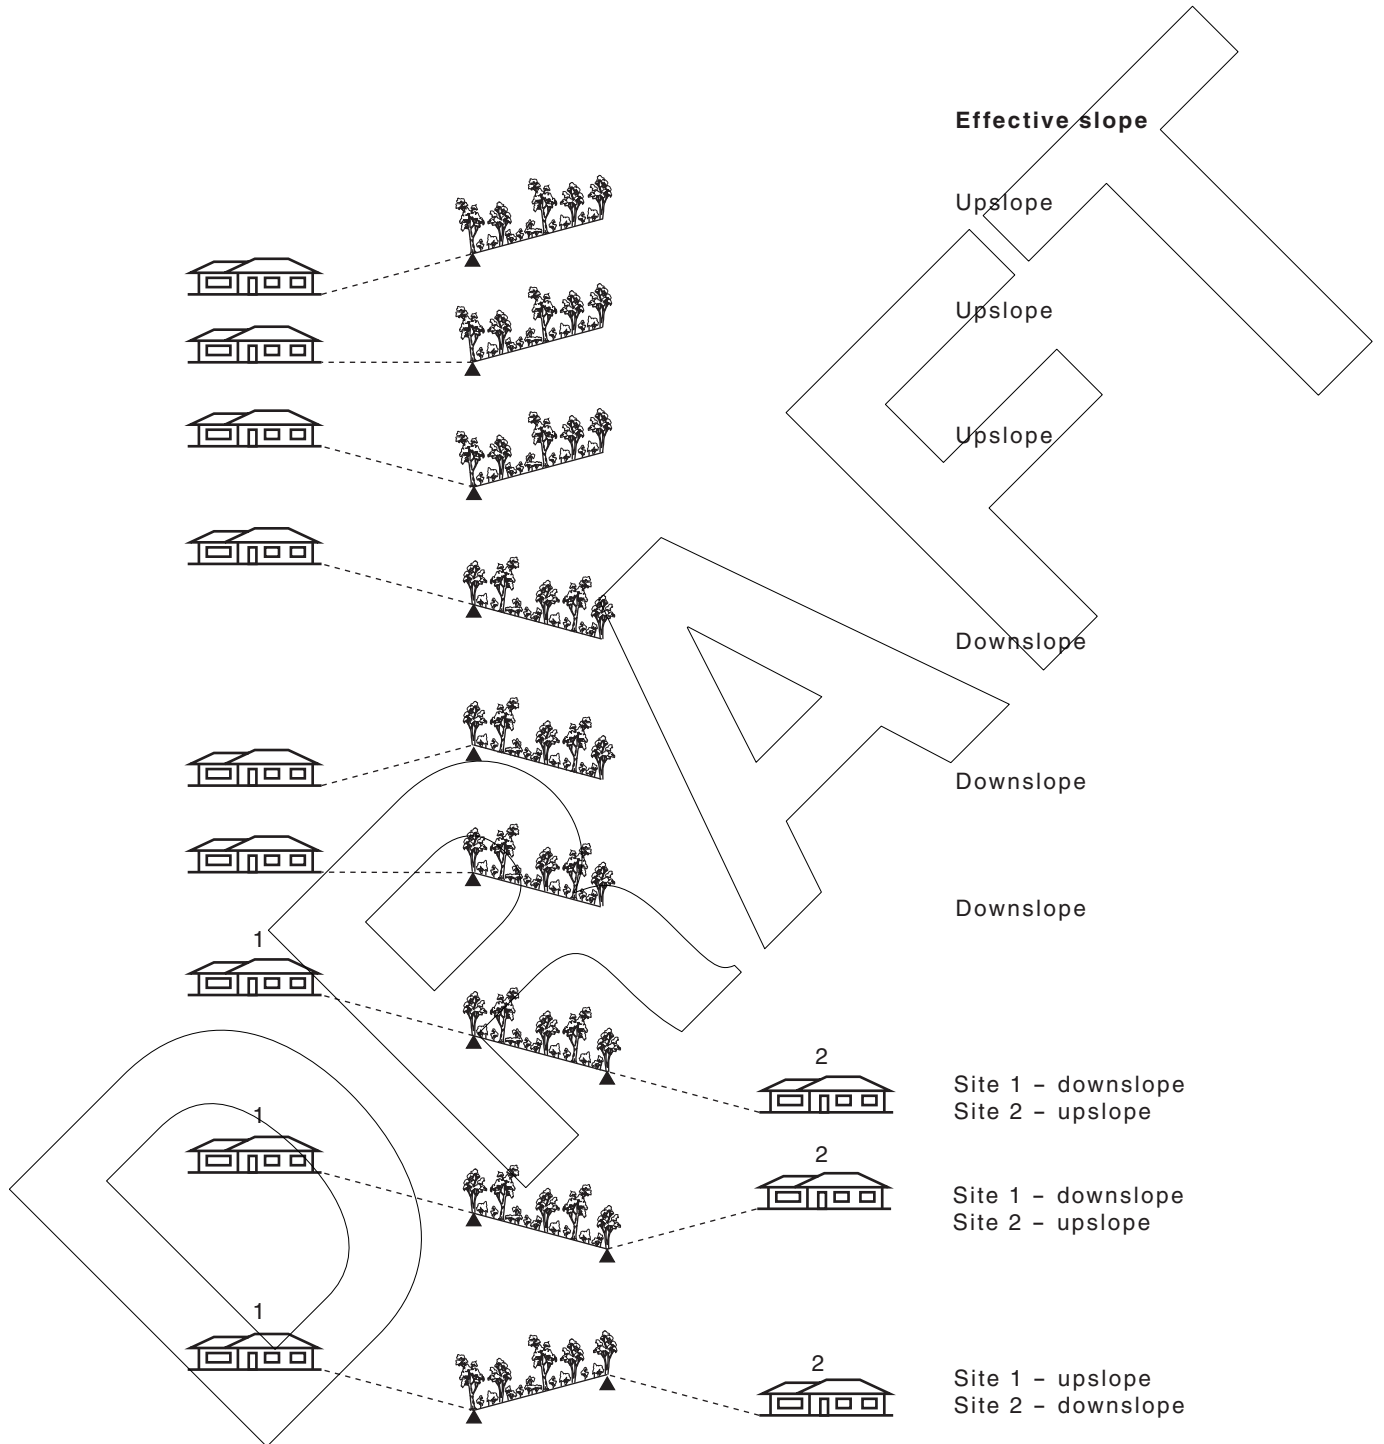 Effective slope
Upslope
Upslope
Upslope
Downslope
Downslope
Downslope
1
2
Site 1 – downslope
Site 2 – upslope
1
2
Site 1 – downslope
Site 2 – upslope
1
2
Site 1 – upslope
Site 2 – downslope
DRAFT